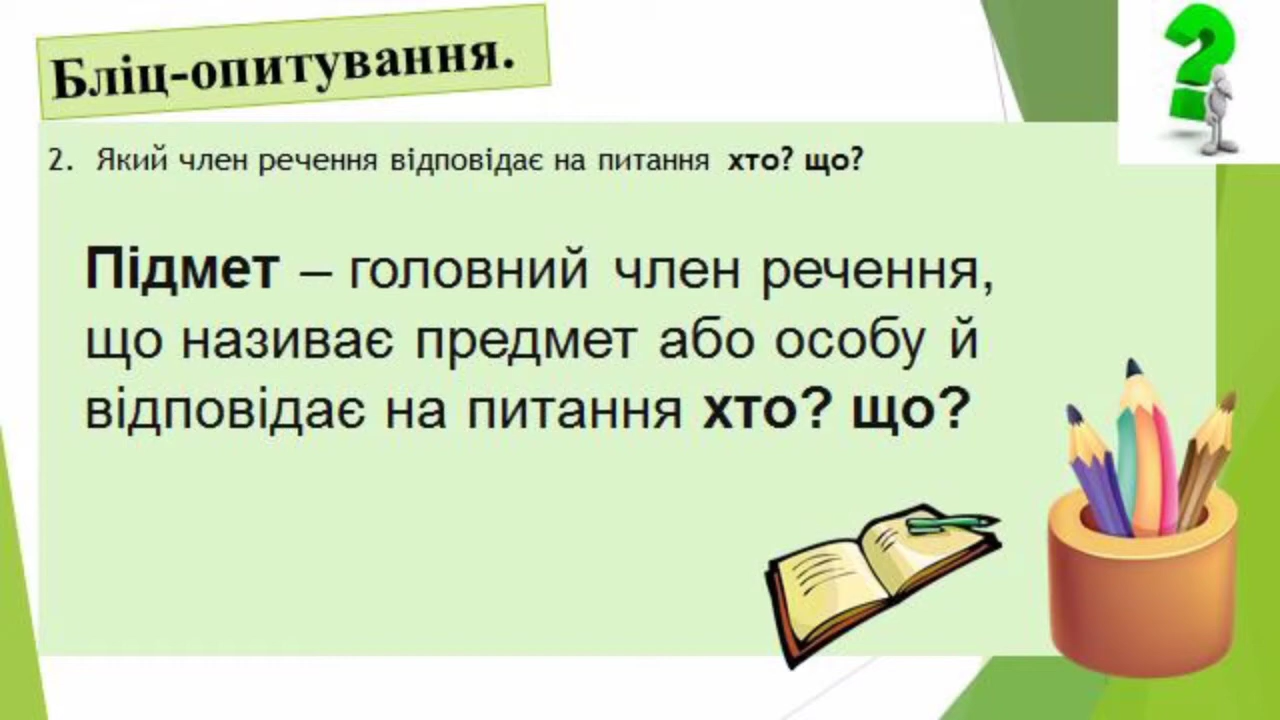 Бліц-опитування.
2. Який член речення відповідає на питання хто? що?
Підмет – головний член речення,
що називає предмет або особу й
відповідає на питання хто? що?